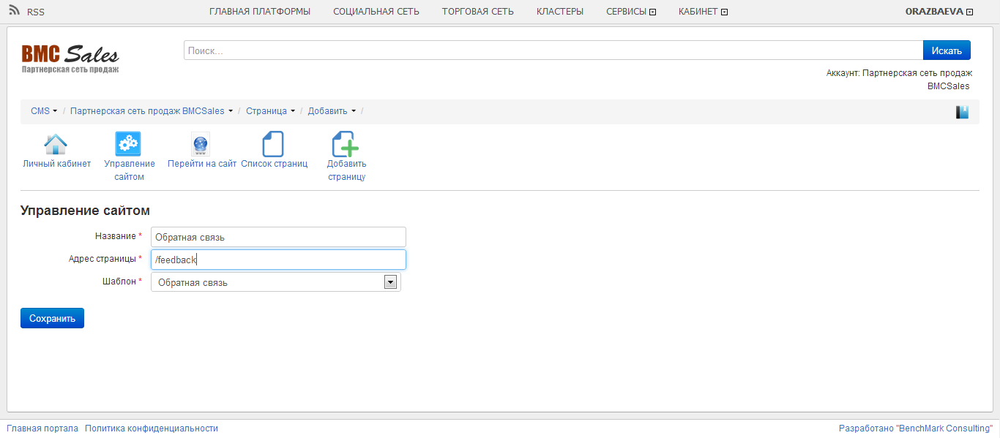 RSS ГЛАВНАЯ ПЛАТФОРМЫ СОЦИАЛЬНАЯ СЕТЬ ТОРГОВАЯ СЕТЬ КЛАСТЕРЫ СЕРВИСЫ КАБИНЕТ ORAZBAEVA
BMC Sales
Партнерская сеть продаж
Поиск... Искать
Аккаунт: Партнерская сеть продаж
BMCSales
CMS / Партнерская сеть продаж BMCSales / Страница / Добавить /
WWW
Личный кабинет Управление Перейти на сайт Список страниц Добавить
сайтом страницу
Управление сайтом
Название * Обратная связь
Адрес страницы * /feedback
Шаблон * Обратная связь
Сохранить
Главная портала Политика конфиденциальности Разработано "BenchMark Consulting"